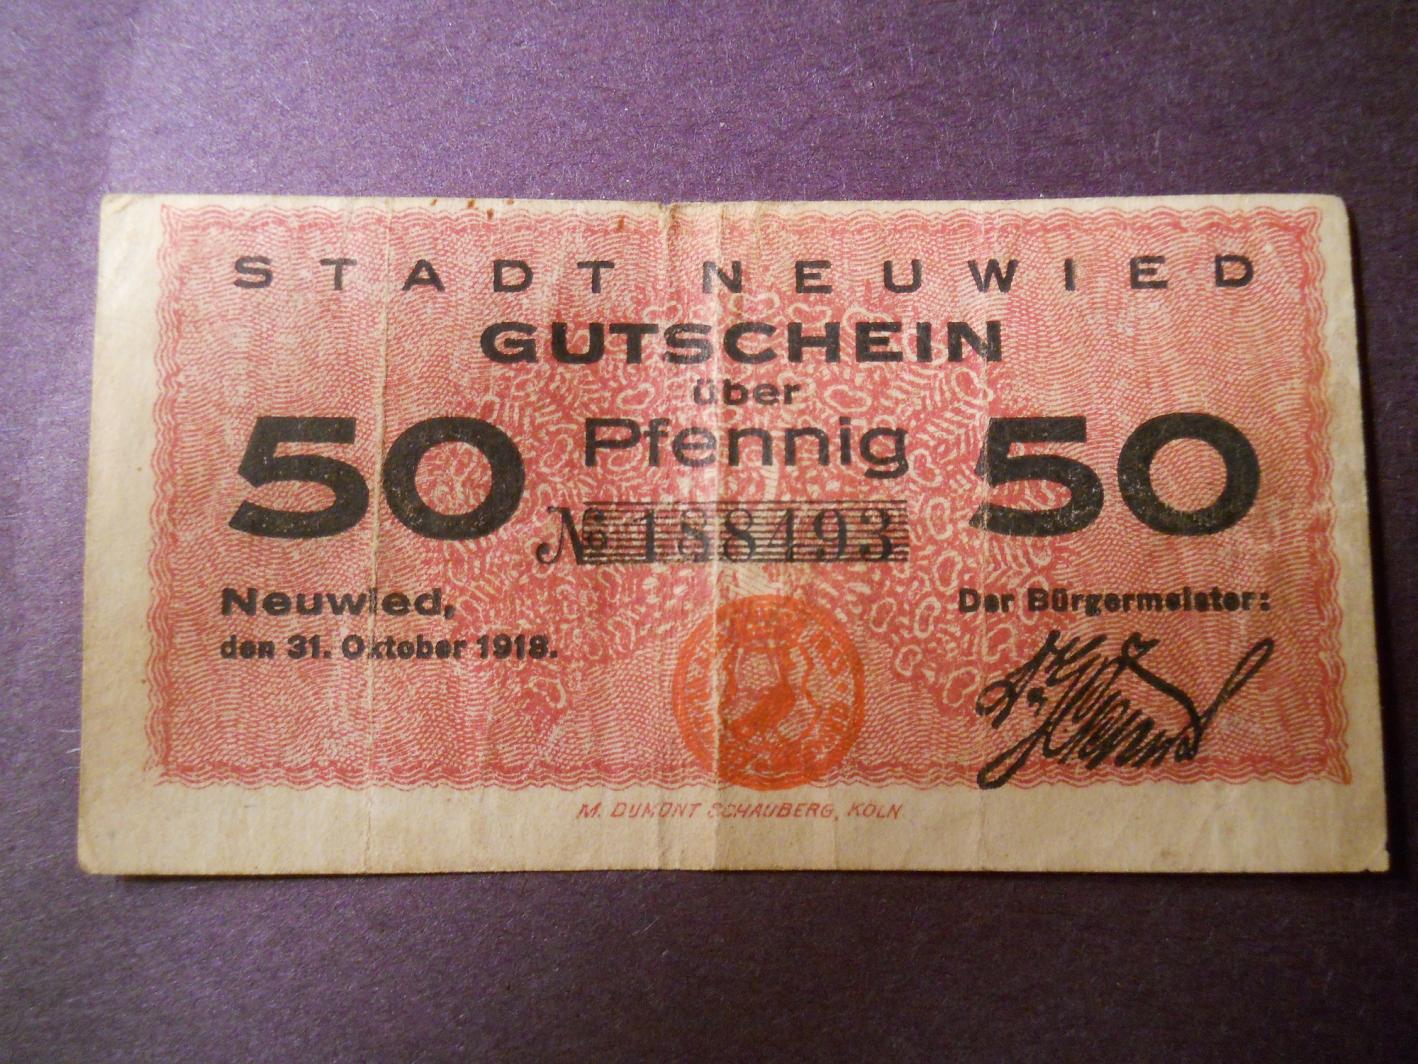 STADT NEUWIED
GUTSCHEIN
über
50 Pfennig 50
№ 188493
Neuwied,
den 31. Oktober 1918.
Der Bürgermeister:
M. DUMONT SCHAUBERG, KÖLN